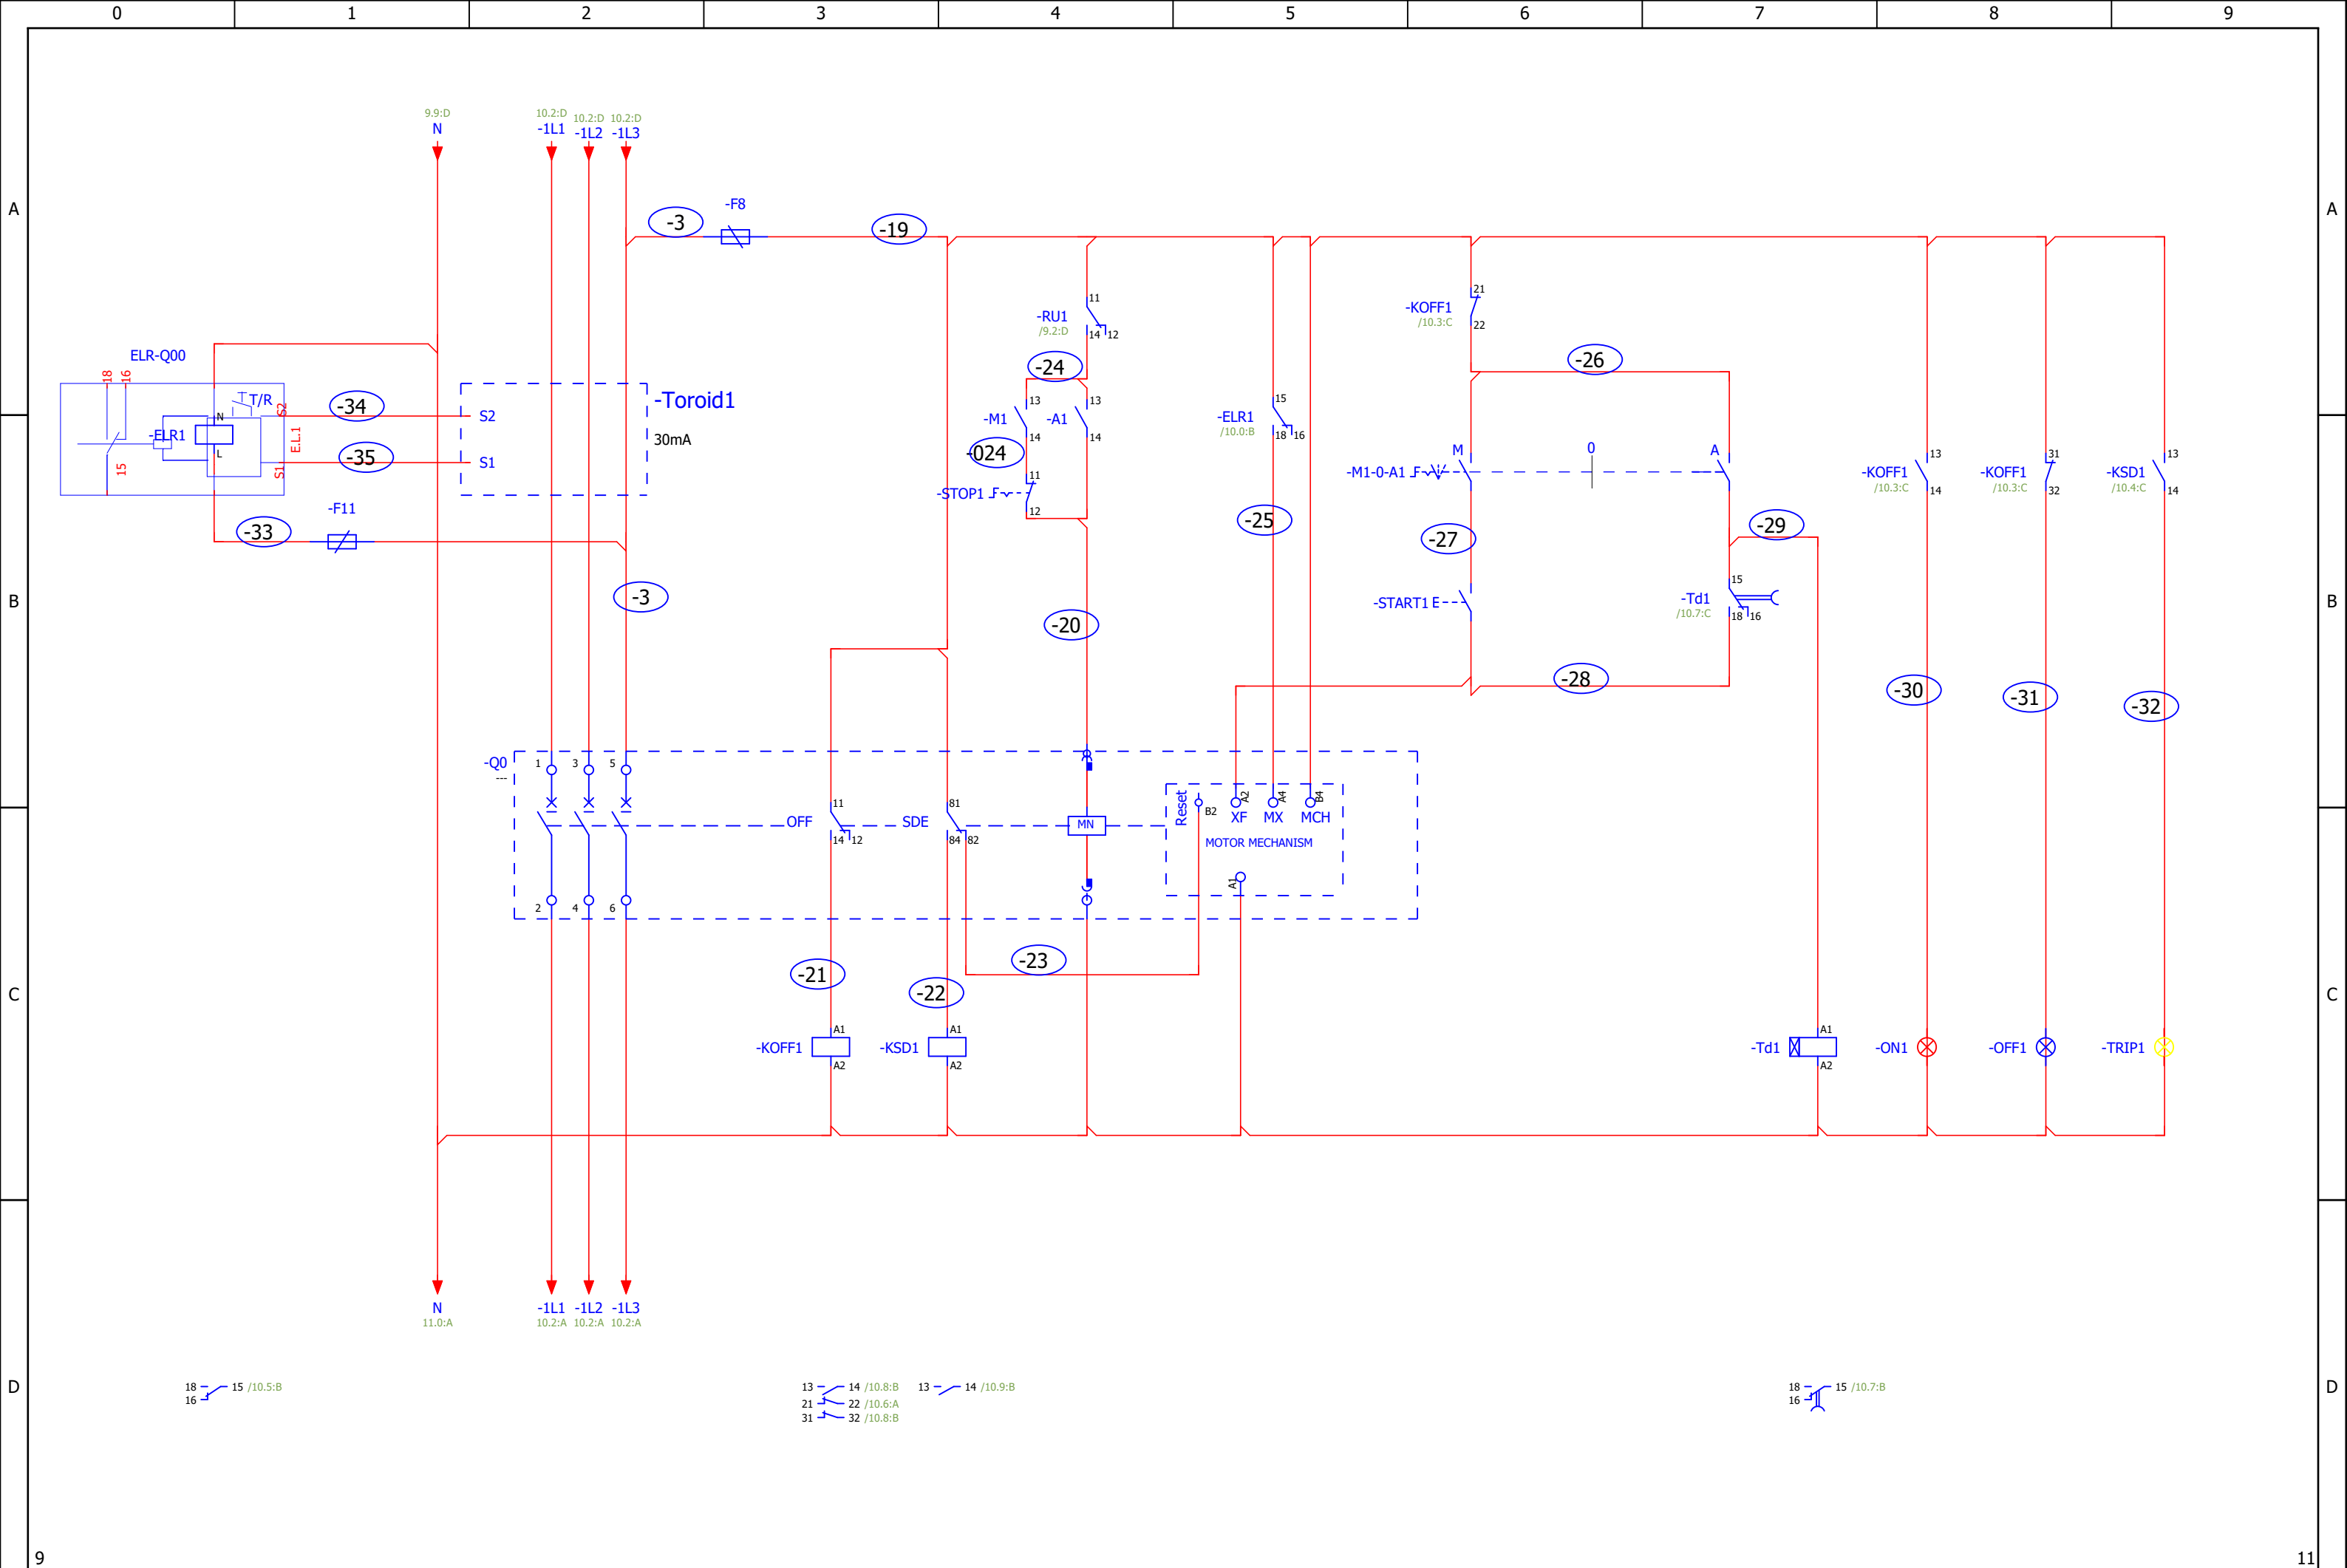 0 1 2 3 4 5 6 7 8 9
9.9:D 10.2:D 10.2:D 10.2:D
N -1L1 -1L2 -1L3
A A
-F8
-3 -19
-RU1 11
/9.2:D
14 12
-KOFF1 21
/10.3:C 22
ELR-Q00
18 16
-24 -26
T/R
S2
N
-ELR1
L
E.L.1
15
S1
-34
-35
S2
S1
-Toroid1
30mA
-M1 13
14
-A1 13
14
-024
-STOP1 11
12
-ELR1 15
/10.0:B
18 16
M 0 A
-M1-0-A1
-KOFF1 13
/10.3:C 14
-KOFF1 31
/10.3:C 32
-KSD1 13
/10.4:C 14
-F11
-33
-25
-27
-29
B B
-3
-20
-START1 E
-Td1 15
/10.7:C 18 16
-28
-30
-31
-32
-Q0
---
1 3 5
2 4 6
OFF 11
14 12
SDE 81
84 82
MN
Reset
B2
A2 A4 B4
XF MX MCH
MOTOR MECHANISM
A1
C C
-21
-22
-23
-KOFF1 A1
A2
-KSD1 A1
A2
-Td1 A1
A2
-ON1
-OFF1
-TRIP1
N -1L1 -1L2 -1L3
11.0:A 10.2:A 10.2:A 10.2:A
D D
18 15 /10.5:B
16
13 14 /10.8:B
21 22 /10.6:A
31 32 /10.8:B
13 14 /10.9:B
18 15 /10.7:B
16
9 11